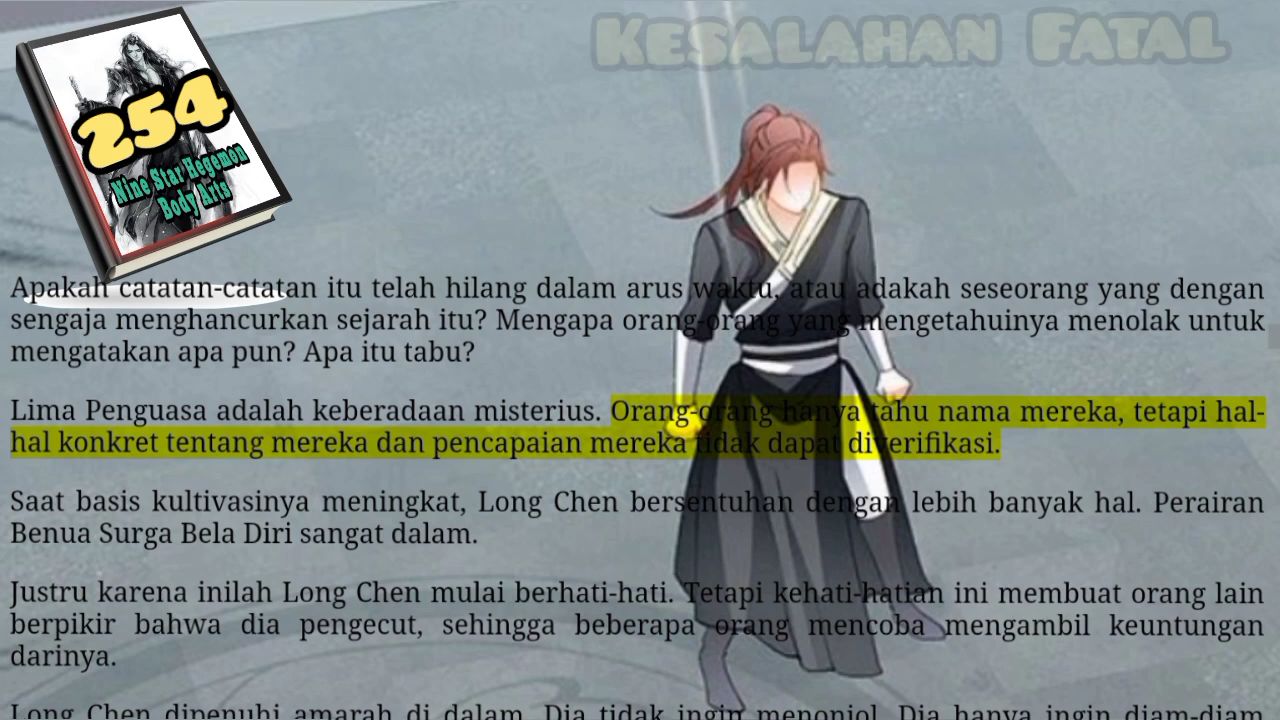 Kesalahan Fatal
254
Nine Star Hegemon
Body Arts
Apakah catatan-catatan itu telah hilang dalam arus waktu, atau adakah seseorang yang dengan
sengaja menghancurkan sejarah itu? Mengapa orang-orang yang mengetahuinya menolak untuk
mengatakan apa pun? Apa itu tabu?
Lima Penguasa adalah keberadaan misterius. Orang-orang hanya tahu nama mereka, tetapi hal-
hal konkret tentang mereka dan pencapaian mereka tidak dapat diverifikasi.
Saat basis kultivasinya meningkat, Long Chen bersentuhan dengan lebih banyak hal. Perairan
Benua Surga Bela Diri sangat dalam.
Justru karena inilah Long Chen mulai berhati-hati. Tetapi kehati-hatian ini membuat orang lain
berpikir bahwa dia pengecut, sehingga beberapa orang mencoba mengambil keuntungan
darinya.
Long Chen dipenuhi amarah di dalam. Dia tidak ingin menonjol. Dia hanya ingin diam-diam